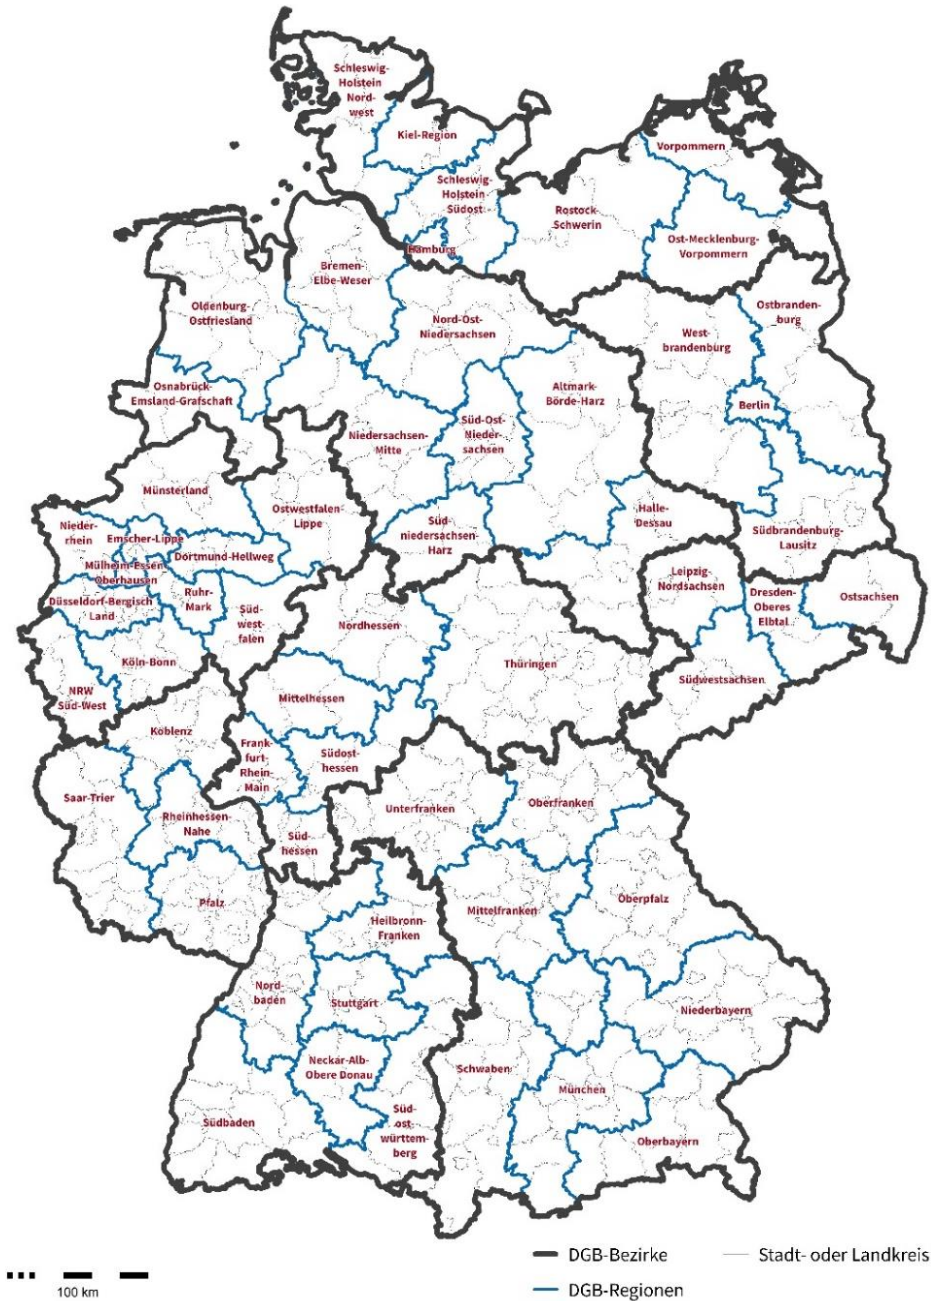 Schleswig-
Holstein
Nord-
west
Kiel-Region
Schleswig
Holstein
Südost
Hamburg
Vorpommern
Rostock-
Schwerin
Ost-Mecklenburg-
Vorpommern
Bremen-
Elbe-Weser
Oldenburg-
Ostfriesland
Nord-Ost-
Niedersachsen
West-
brandenburg
Ostbranden-
burg
Osnabrück-
Emsland-Grafschaft
Altmark-
Börde-Harz
Berlin
Niedersachsen-
Mitte
Süd-Ost-
Nieder-
sachsen
Münsterland
Ostwestfalen-
Lippe
Halle-
Dessau
Süd-
niedersachsen-
Harz
Südbrandenburg-
Lausitz
Nieder-
rhein
Emscher-Lippe
Dortmund-Hellweg
Mülheim-Essen-
Oberhausen
Düsseldorf-Bergisch
Land
Ruhr-
Mark
Süd-
west-
falen
Leipzig-
Nordsachsen
Dresden-
Oberes
Elbtal
Ostsachsen
Nordhessen
Thüringen
Köln-Bonn
NRW
Süd-West
Südwestsachsen
Mittelhessen
Koblenz
Frank-
furt-
Rhein-
Main
Südost-
hessen
Saar-Trier
Rheinhessen-
Nahe
Unterfranken
Oberfranken
Süd-
hessen
Pfalz
Heilbronn-
Franken
Mittelfranken
Oberpfalz
Nord-
baden
Stuttgart
Niederbayern
Neckar-Alb-
Obere Donau
Schwaben
München
Südbaden
Süd-
ost-
württem-
berg
Oberbayern
DGB-Bezirke
Stadt- oder Landkreis
DGB-Regionen
100 km